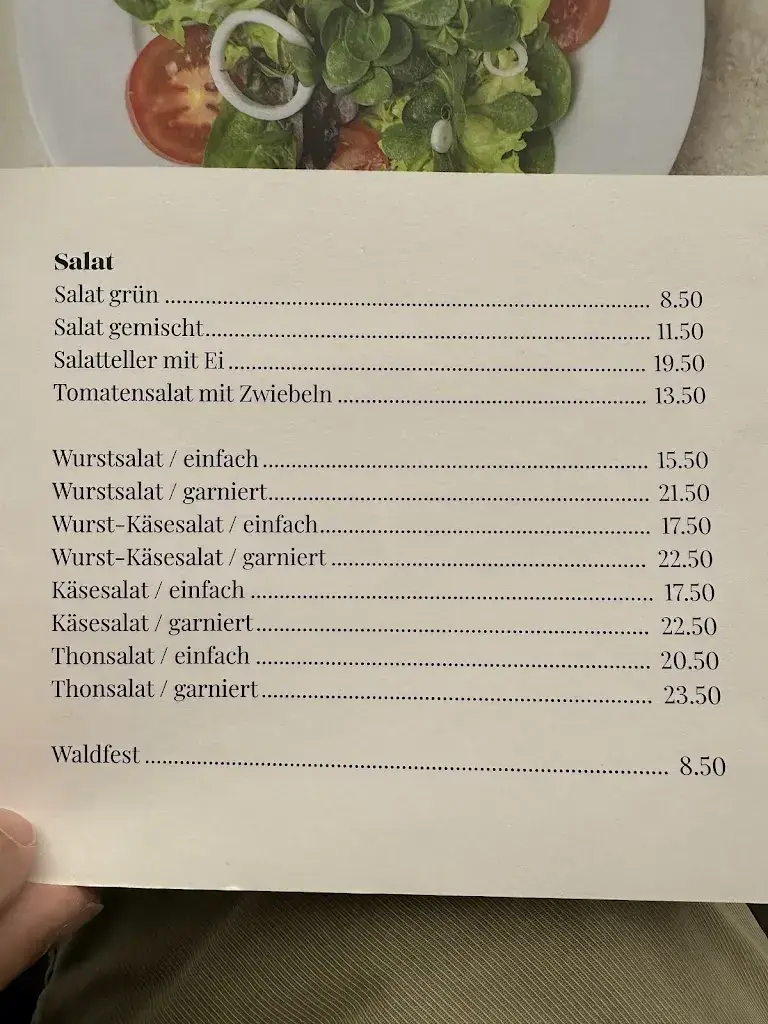 Salat
Salat grün ........ 8.50
Salat gemischt ........ 11.50
Salatteller mit Ei ........ 19.50
Tomatensalat mit Zwiebeln ........ 13.50
Wurstsalat / einfach ........ 15.50
Wurstsalat / garniert ........ 21.50
Wurst-Käsesalat / einfach ........ 17.50
Wurst-Käsesalat / garniert ........ 22.50
Käsesalat / einfach ........ 17.50
Käsesalat / garniert ........ 22.50
Thonsalat / einfach ........ 20.50
Thonsalat / garniert ........ 23.50
Waldfest ........ 8.50